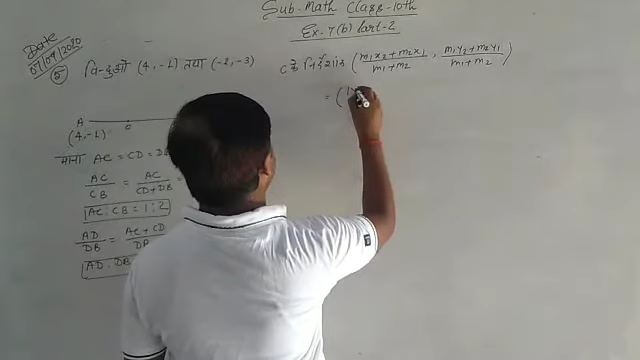 Sub-Math Class-10th
Ex-7(b) Part-2
Date
07/09/2020
5 बिन्दुओं (4,-1) तथा (-2,-3)
C के निर्देशांक (m₁x₂+m₂x₁/m₁+m₂, m₁y₂+m₂y₁/m₁+m₂)
= (1
A
(4,-1)
माना AC = CD = D
AC/CB = AC/CD+DB =
AC:CB = 1:2
AD/DB = AC+CD/DB
AD:DB